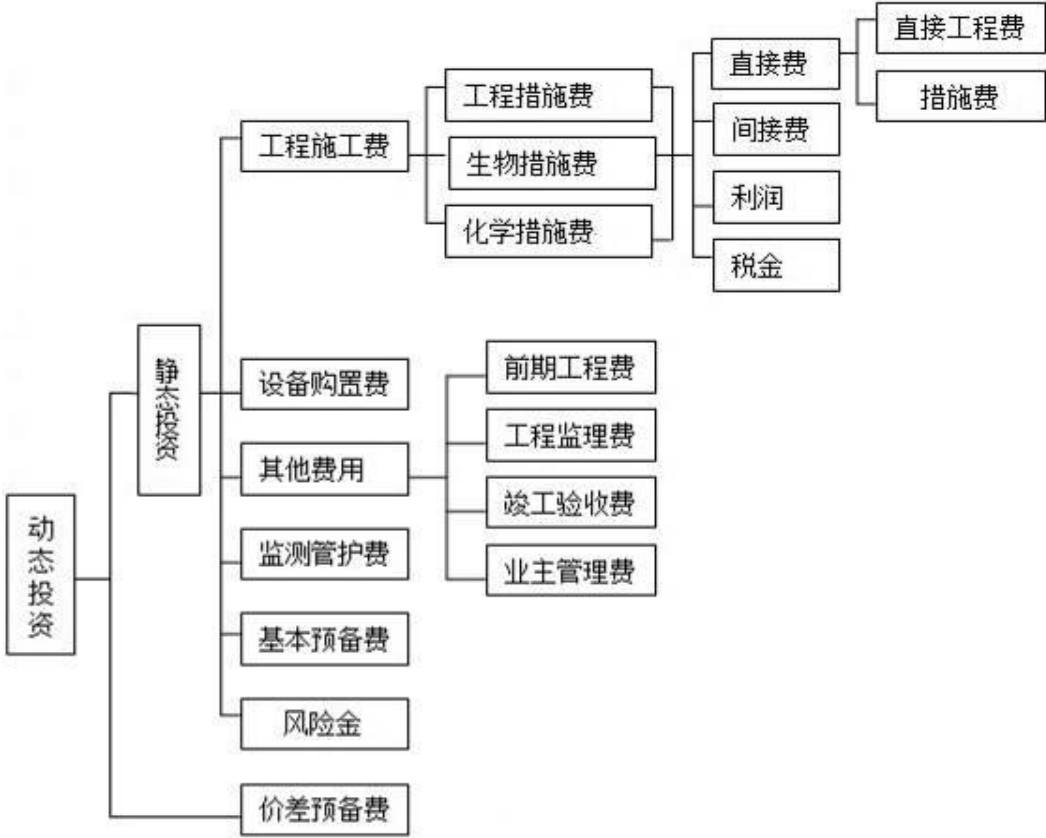 直接工程费
直接费
措施费
工程措施费
间接费
工程施工费
生物措施费
利润
化学措施费
税金
静态投资
前期工程费
设备购置费
工程监理费
其他费用
竣工验收费
动态投资
监测管护费
业主管理费
基本预备费
风险金
价差预备费